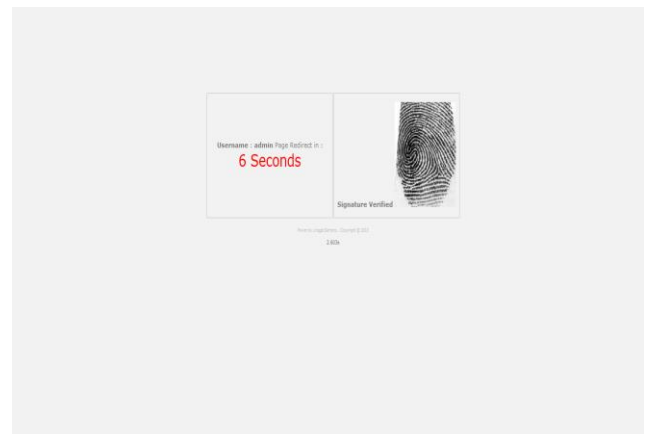 Username : admin Page Redirect in :
6 Seconds
Signature Verified